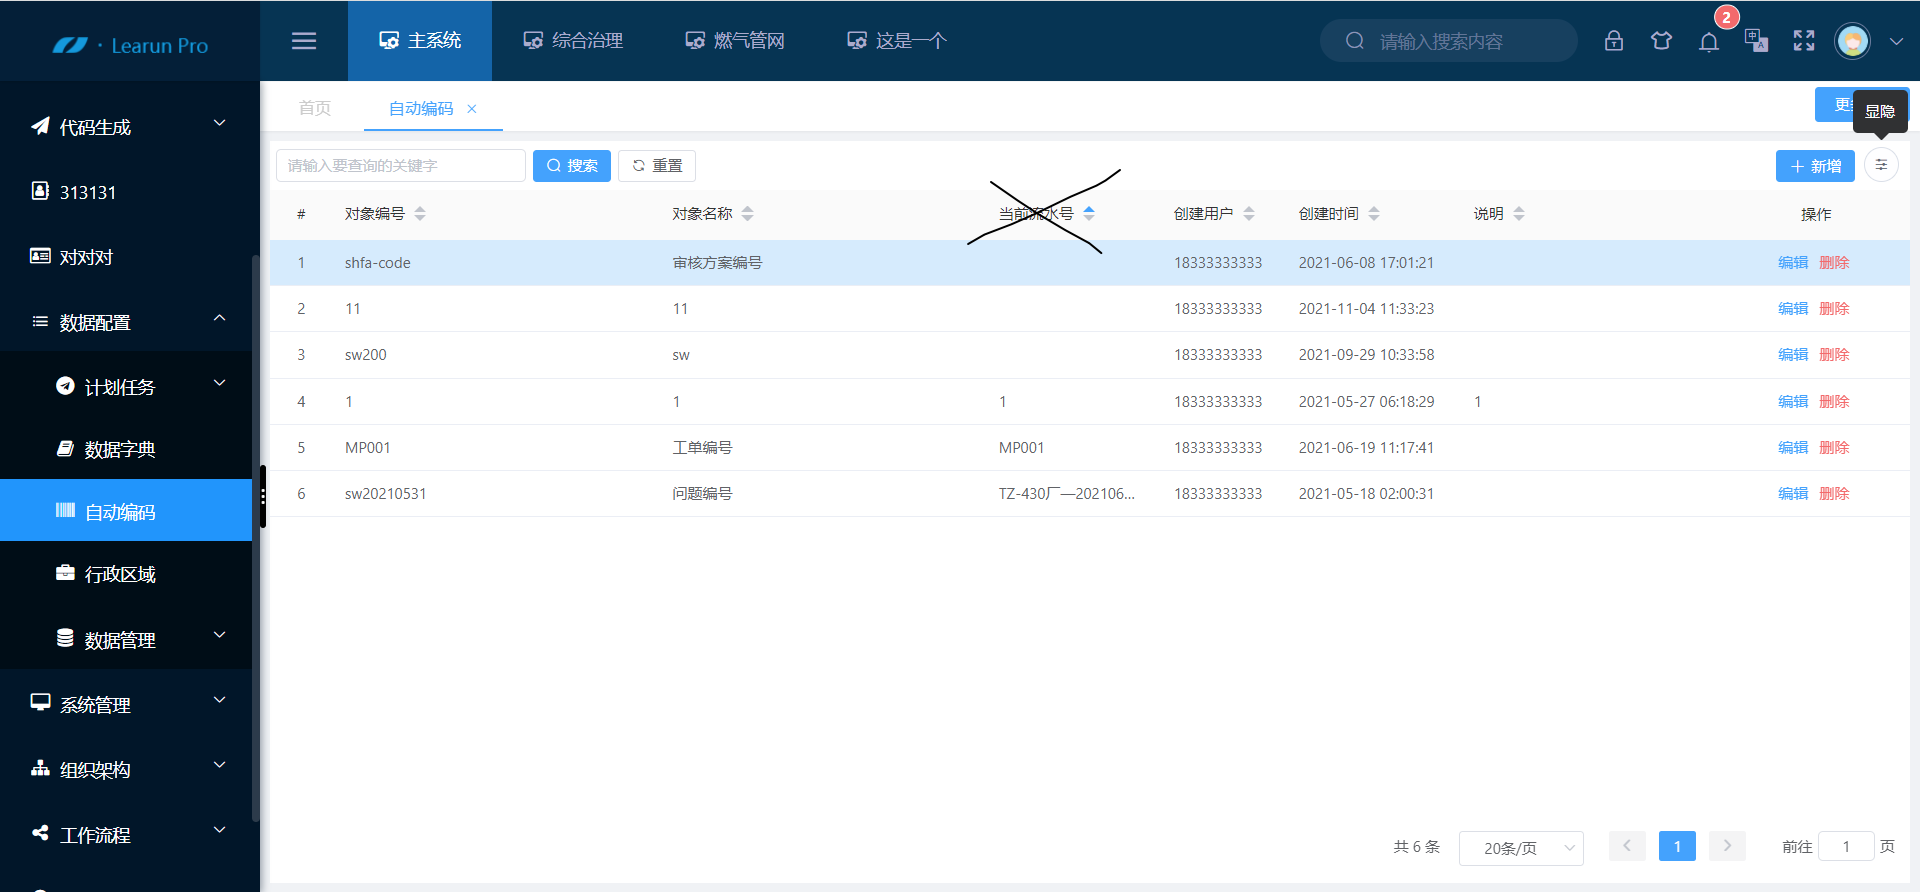 Learun Pro
主系统
综合治理
燃气管网
这是一个
请输入搜索内容
2
代码生成
313131
对对对
数据配置
计划任务
数据字典
自动编码
行政区域
数据管理
系统管理
组织架构
工作流程
首页
自动编码
显隐
请输入要查询的关键字
搜索
重置
新增
# 对象编号 对象名称 当前流水号 创建用户 创建时间 说明 操作
1 shfa-code 审核方案编号 18333333333 2021-06-08 17:01:21 编辑 删除
2 11 11 18333333333 2021-11-04 11:33:23 编辑 删除
3 sw200 sw 18333333333 2021-09-29 10:33:58 编辑 删除
4 1 1 1 18333333333 2021-05-27 06:18:29 1 编辑 删除
5 MP001 工单编号 MP001 18333333333 2021-06-19 11:17:41 编辑 删除
6 sw20210531 问题编号 TZ-430厂—202106... 18333333333 2021-05-18 02:00:31 编辑 删除
共 6 条 20条/页 1 前往 1 页